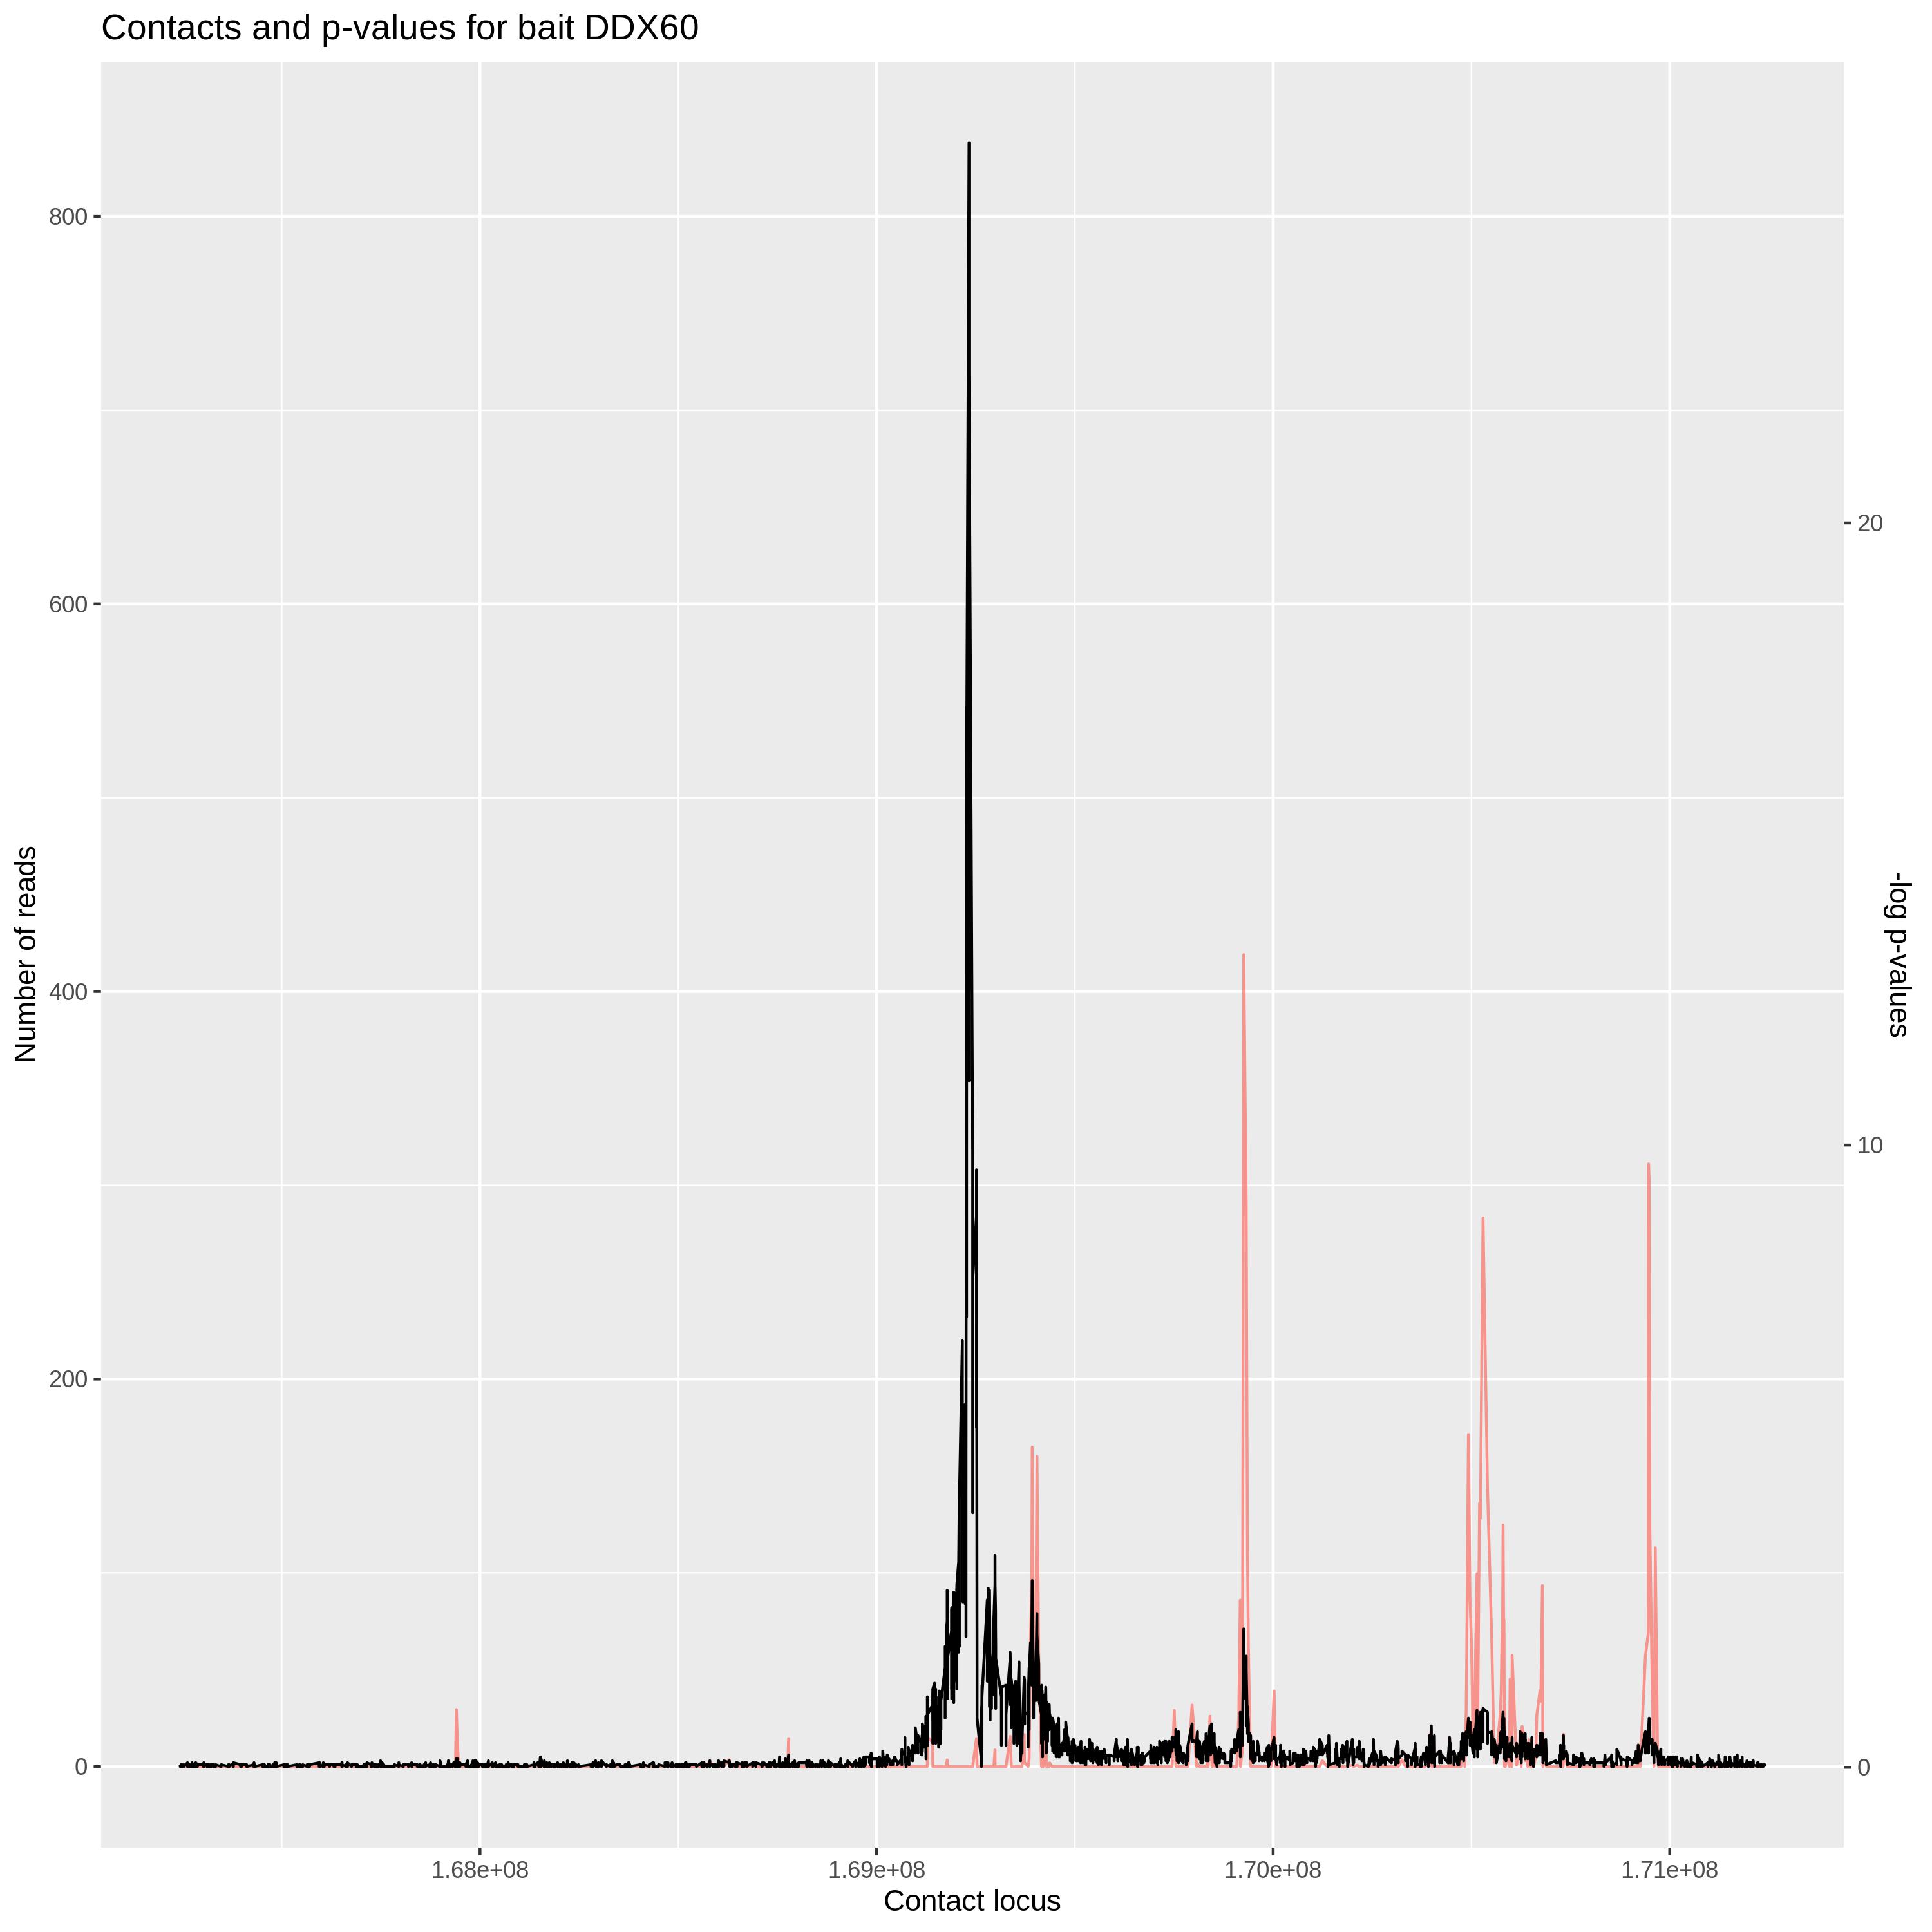 Contacts and p-values for bait DDX60
Number of reads
800
600
400
200
0
20
10
0
-log p-values
1.68e+08
1.69e+08
1.70e+08
1.71e+08
Contact locus